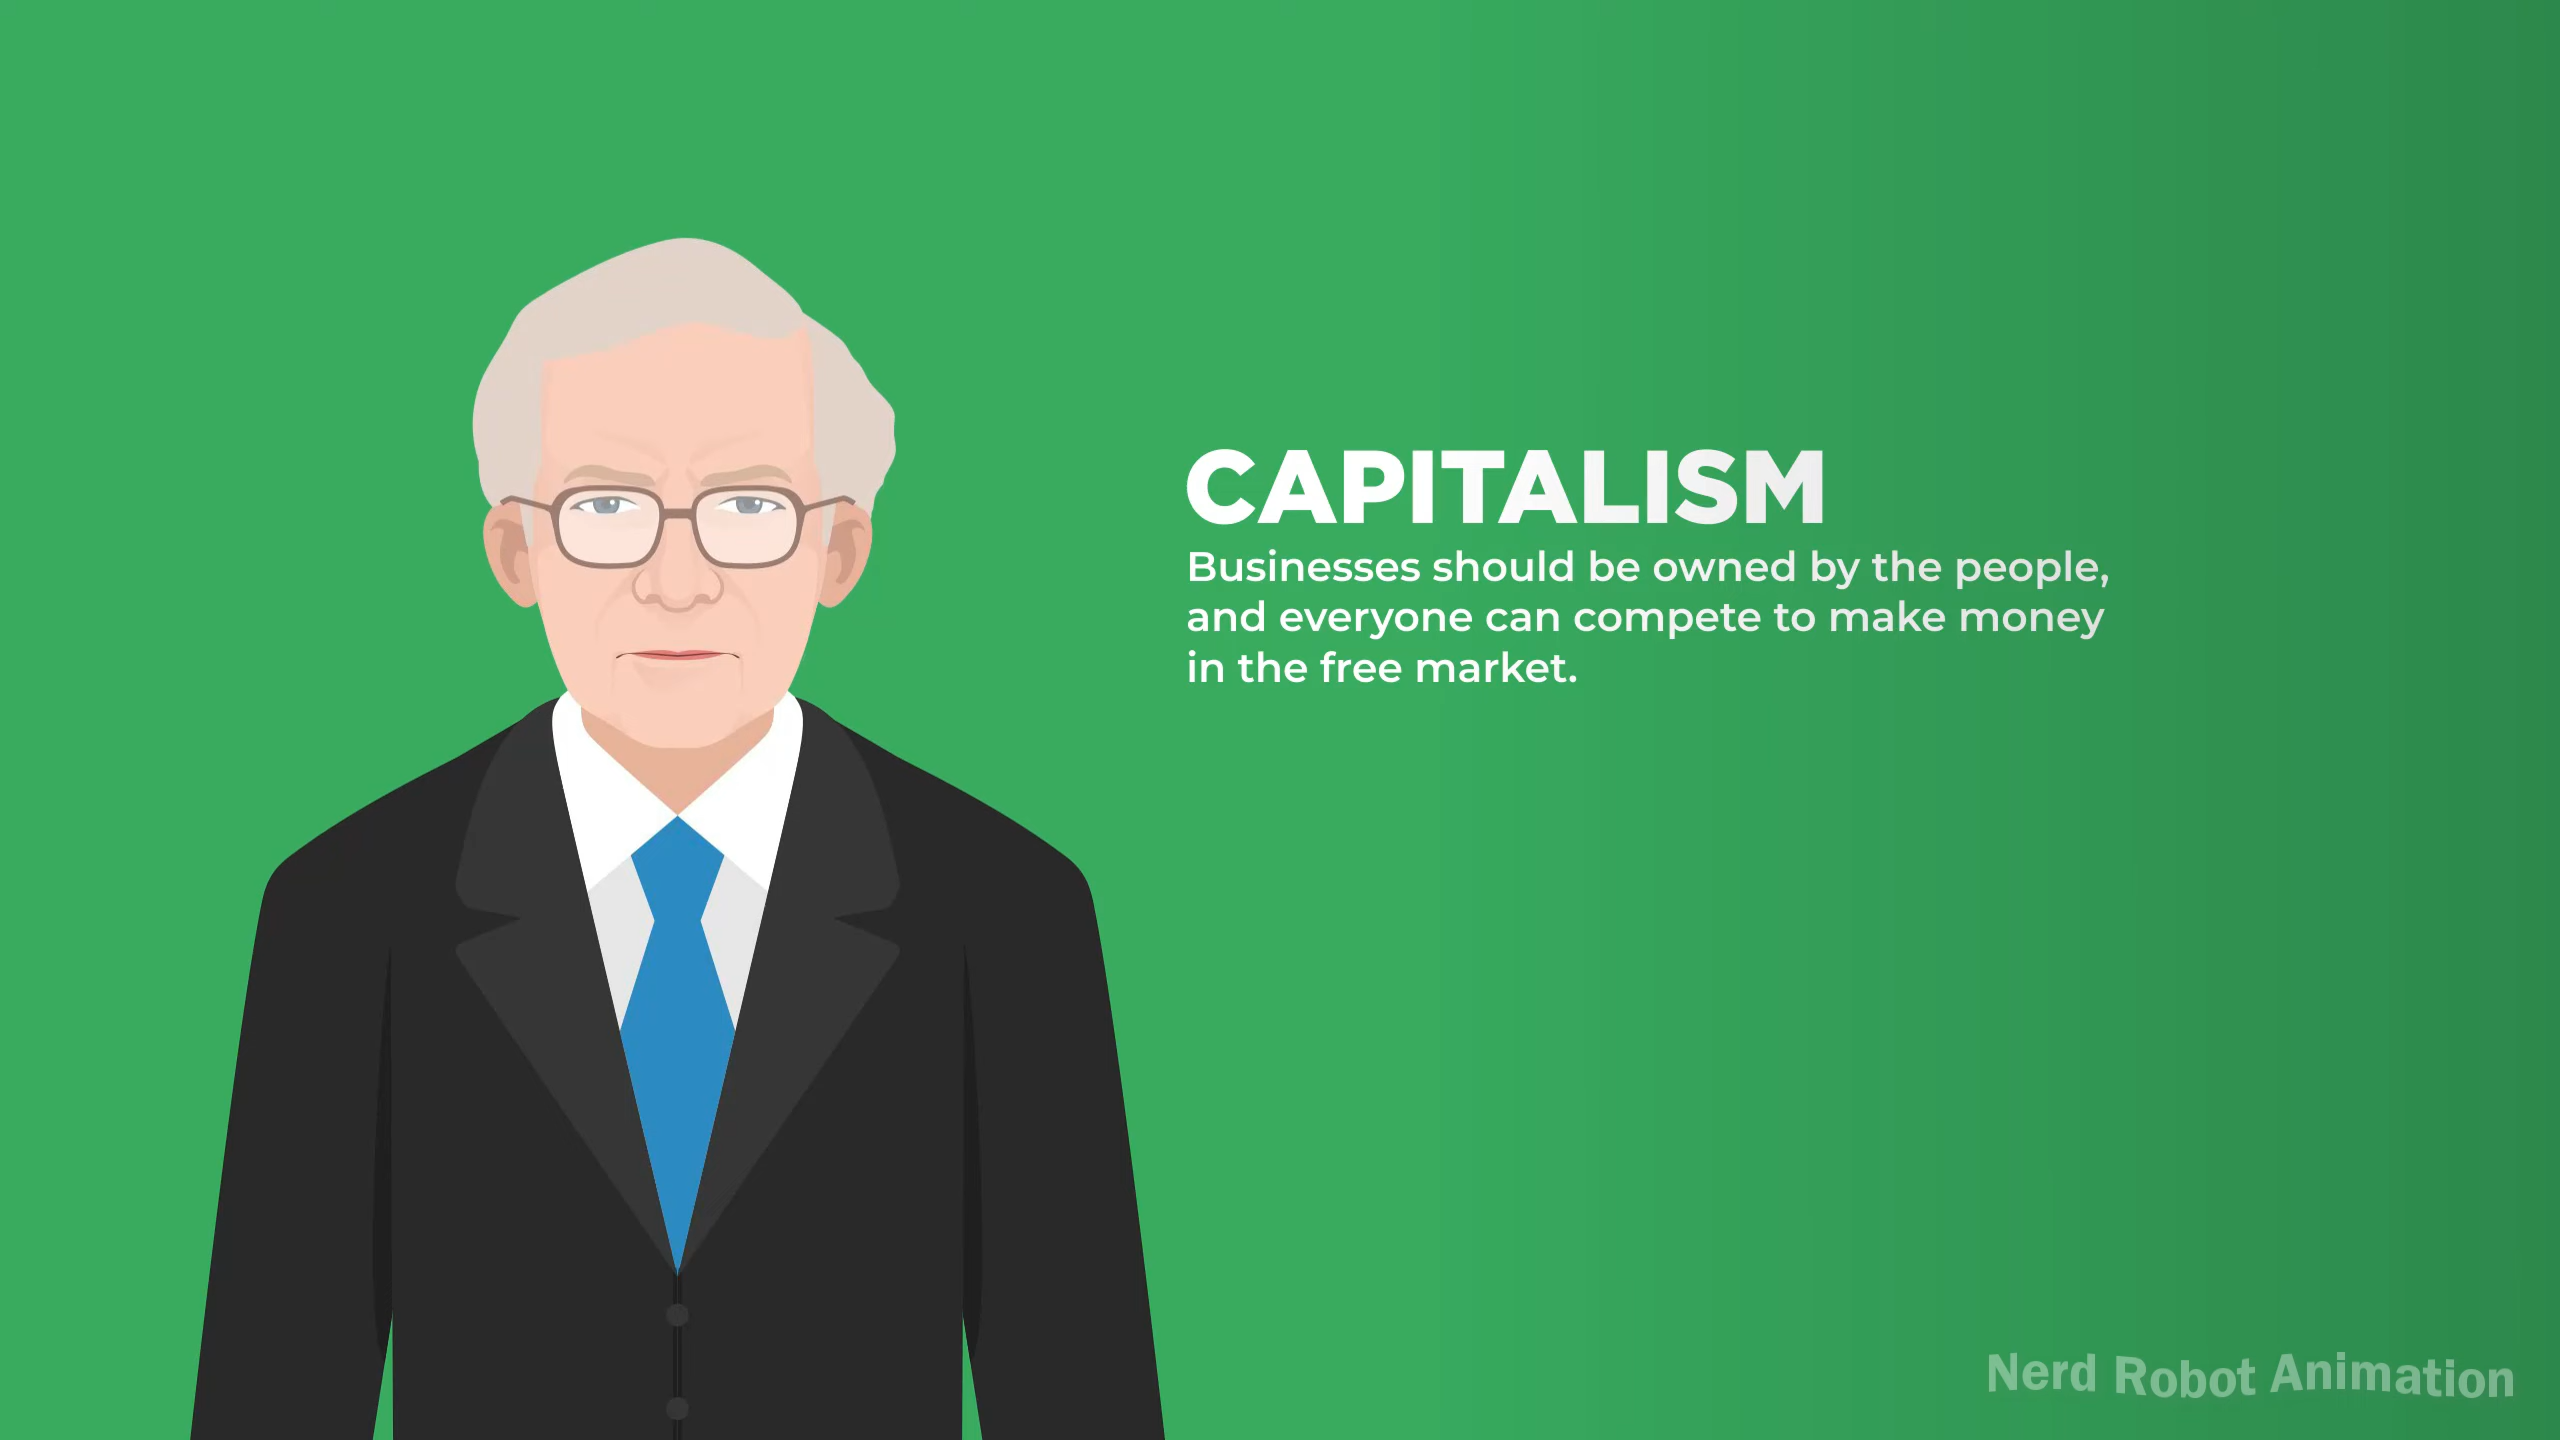 CAPITALISM
Businesses should be owned by the people,
and everyone can compete to make money
in the free market.
Nerd Robot Animation